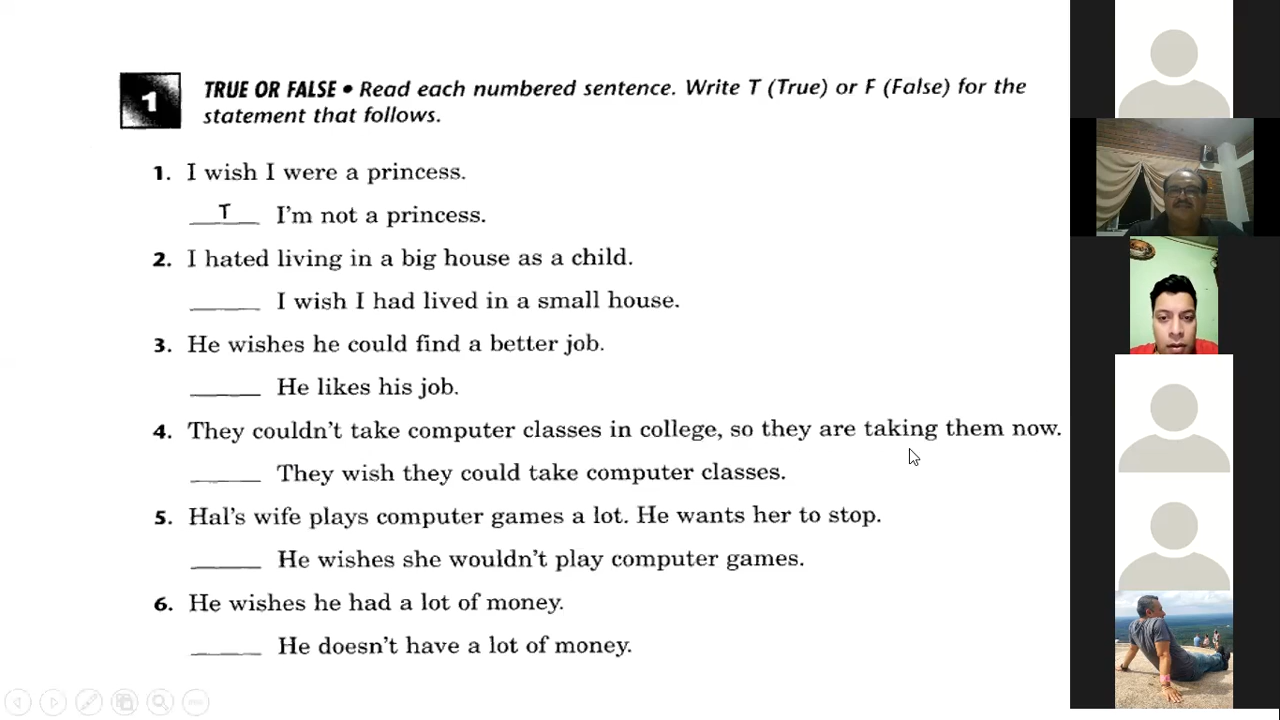 1 TRUE OR FALSE • Read each numbered sentence. Write T (True) or F (False) for the
statement that follows.
1. I wish I were a princess.
T I'm not a princess.
2. I hated living in a big house as a child.
_____ I wish I had lived in a small house.
3. He wishes he could find a better job.
_____ He likes his job.
4. They couldn't take computer classes in college, so they are taking them now.
_____ They wish they could take computer classes.
5. Hal's wife plays computer games a lot. He wants her to stop.
_____ He wishes she wouldn't play computer games.
6. He wishes he had a lot of money.
_____ He doesn't have a lot of money.